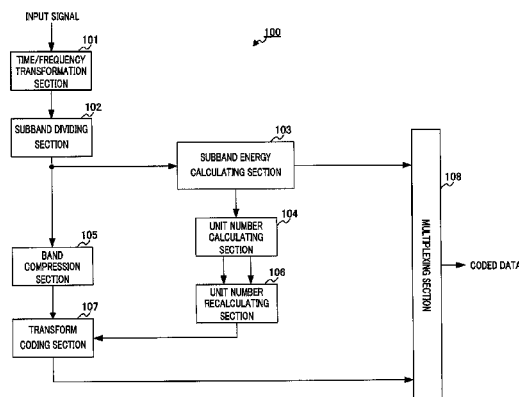 INPUT SIGNAL
100
101
TIME/FREQUENCY
TRANSFORMATION
SECTION
102
SUBBAND DIVIDING
SECTION
103
SUBBAND ENERGY
CALCULATING SECTION
108
MULTIPLEXING SECTION
CODED DATA
104
UNIT NUMBER
CALCULATING
SECTION
105
BAND
COMPRESSION
SECTION
106
UNIT NUMBER
RECALCULATING
SECTION
107
TRANSFORM
CODING SECTION